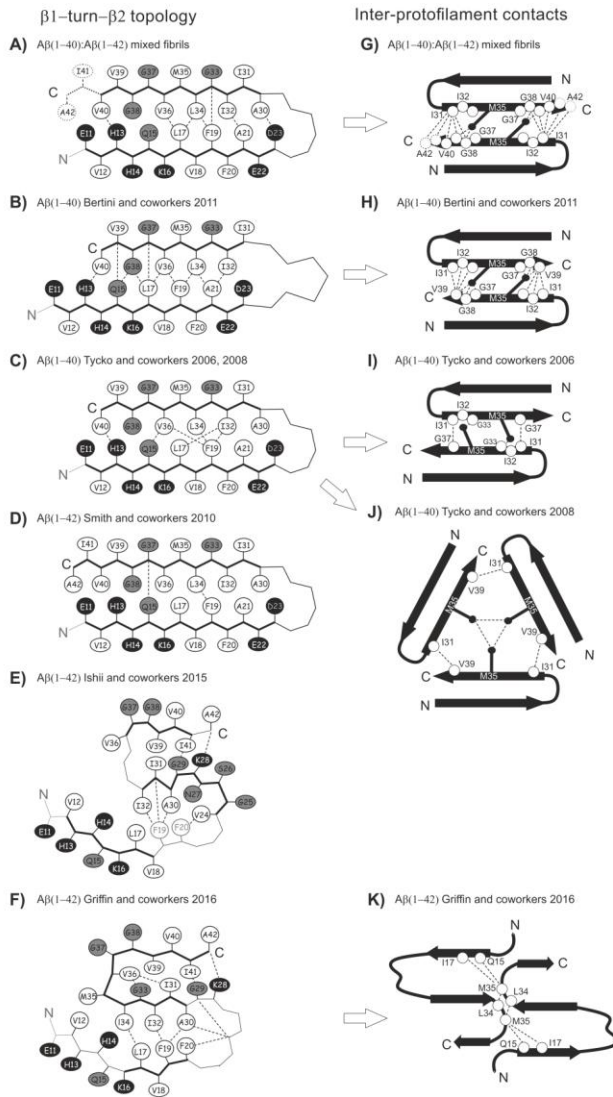 β1–turn–β2 topology
Inter-protofilament contacts
A) Aβ(1–40):Aβ(1–42) mixed fibrils
I41 V39 G37 M35 G33 I31
C
A42 V40 G38 V36 L34 I32 A30
E11 H13 Q15 L17 F19 A21 D23
N
V12 H14 K16 V18 F20 E22
G) Aβ(1–40):Aβ(1–42) mixed fibrils
N
I32 G38 V40 A42
I31 M35
G37 C
C G37 I31
A42 V40 G38 M35 I32
N
B) Aβ(1–40) Bertini and coworkers 2011
V39 G37 M35 G33 I31
C
V40 G38 V36 L34 I32
E11 H13 Q15 L17 F19 A21 D23
N
V12 H14 K16 V18 F20 E22
H) Aβ(1–40) Bertini and coworkers 2011
N
I32 G38
I31 M35 C
G37 V39
V39 G37 I31
C G38 M35 I32
N
C) Aβ(1–40) Tycko and coworkers 2006, 2008
V39 G37 M35 G33 I31
C
V40 G38 V36 L34 I32 A30
E11 H13 Q15 L17 F19 A21 D23
N
V12 H14 K16 V18 F20 E22
I) Aβ(1–40) Tycko and coworkers 2006
N
I32 M35
I31 G33 G37 C
G37 G33 I31
C M35 I32
N
D) Aβ(1–42) Smith and coworkers 2010
I41 V39 G37 M35 G33 I31
C
A42 V40 G38 V36 L34 I32 A30
E11 H13 Q15 L17 F19 A21 D23
N
V12 H14 K16 V18 F20 E22
J) Aβ(1–40) Tycko and coworkers 2008
N C I31
V39
M35 M35
I31 V39
V39 I31 C
C M35 N
N
E) Aβ(1–42) Ishii and coworkers 2015
G37 G38 V40 A42
C
V36 V39 I41
I31 G29 K28 S26
N27 G25
I32 A30 V24
N V12 H14 L17 F19 F20
E11 H13 Q15 K16 V18
F) Aβ(1–42) Griffin and coworkers 2016
G37 G38 V40 A42
C
V39 I41
V36 I31 K28
G33 G29
M35
V12 I34 I32 A30
N H14 L17 F19 F20
E11 H13 Q15 K16 V18
K) Aβ(1–42) Griffin and coworkers 2016
N
I17 Q15 C
M35 L34
L34 M35
C Q15 I17
N